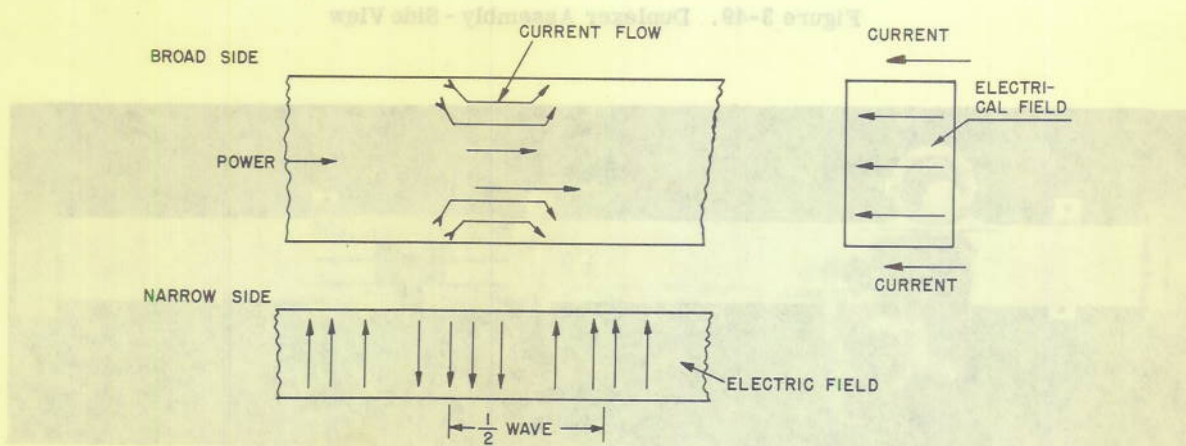 Figure 3-49. Duplexer Assembly - Side View
CURRENT FLOW
BROAD SIDE
POWER
CURRENT
ELECTRI-
CAL FIELD
CURRENT
NARROW SIDE
ELECTRIC FIELD
1/2 WAVE